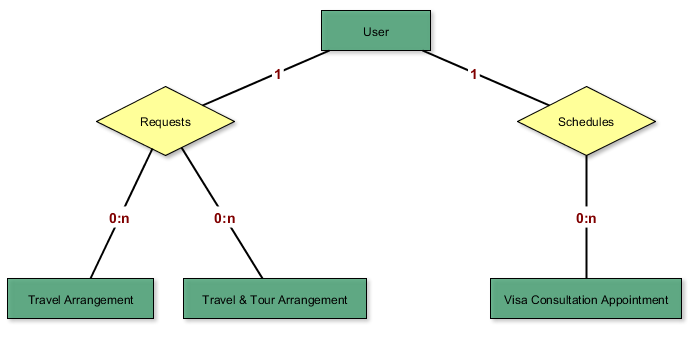 User
1
1
Requests
Schedules
0:n
0:n
0:n
Travel Arrangement
Travel & Tour Arrangement
Visa Consultation Appointment